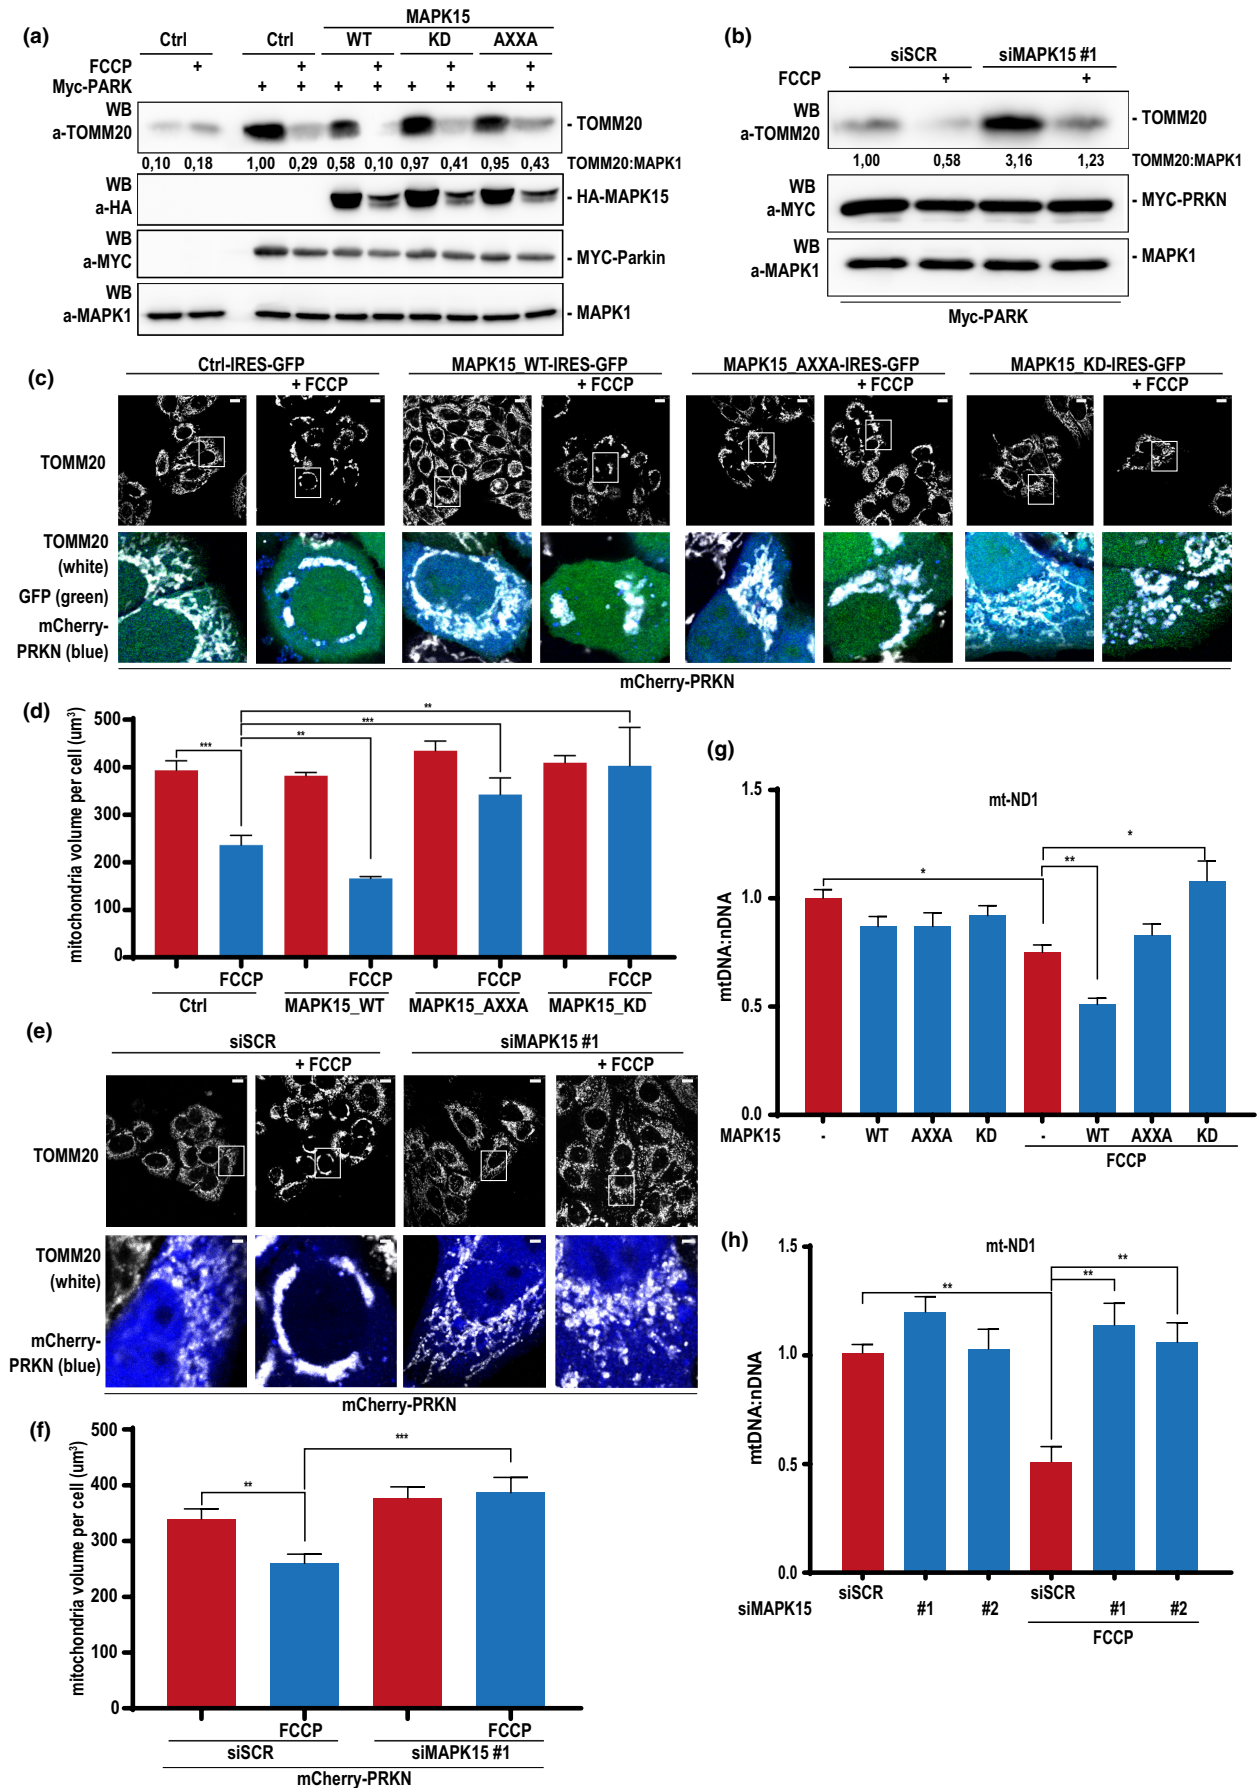 (a)
MAPK15
Ctrl Ctrl WT KD AXXA
FCCP + + + + +
Myc-PARK + + + + + + + +
WB
a-TOMM20
- TOMM20
0,10 0,18 1,00 0,29 0,58 0,10 0,97 0,41 0,95 0,43 TOMM20:MAPK1
WB
a-HA
- HA-MAPK15
WB
a-MYC
- MYC-Parkin
WB
a-MAPK1
- MAPK1
(b)
siSCR siMAPK15 #1
FCCP + +
WB
a-TOMM20
- TOMM20
1,00 0,58 3,16 1,23 TOMM20:MAPK1
WB
a-MYC
- MYC-PRKN
WB
a-MAPK1
- MAPK1
Myc-PARK
(c)
Ctrl-IRES-GFP MAPK15_WT-IRES-GFP MAPK15_AXXA-IRES-GFP MAPK15_KD-IRES-GFP
+ FCCP + FCCP + FCCP + FCCP
TOMM20
TOMM20
(white)
GFP (green)
mCherry-
PRKN (blue)
mCherry-PRKN
(d)
mitochondria volume per cell (um³)
500
400
300
200
100
0
*** ** *** **
FCCP FCCP FCCP FCCP
Ctrl MAPK15_WT MAPK15_AXXA MAPK15_KD
(e)
siSCR siMAPK15 #1
+ FCCP + FCCP
TOMM20
TOMM20
(white)
mCherry-
PRKN (blue)
mCherry-PRKN
(f)
mitochondria volume per cell (um³)
500
400
300
200
100
0
** ***
FCCP FCCP
siSCR siMAPK15 #1
mCherry-PRKN
(g)
mt-ND1
mtDNA:nDNA
1.5
1.0
0.5
0.0
* ** *
MAPK15 - WT AXXA KD - WT AXXA KD
FCCP
(h)
mt-ND1
mtDNA:nDNA
1.5
1.0
0.5
0.0
** ** **
siSCR siSCR
siMAPK15 #1 #2 #1 #2
FCCP